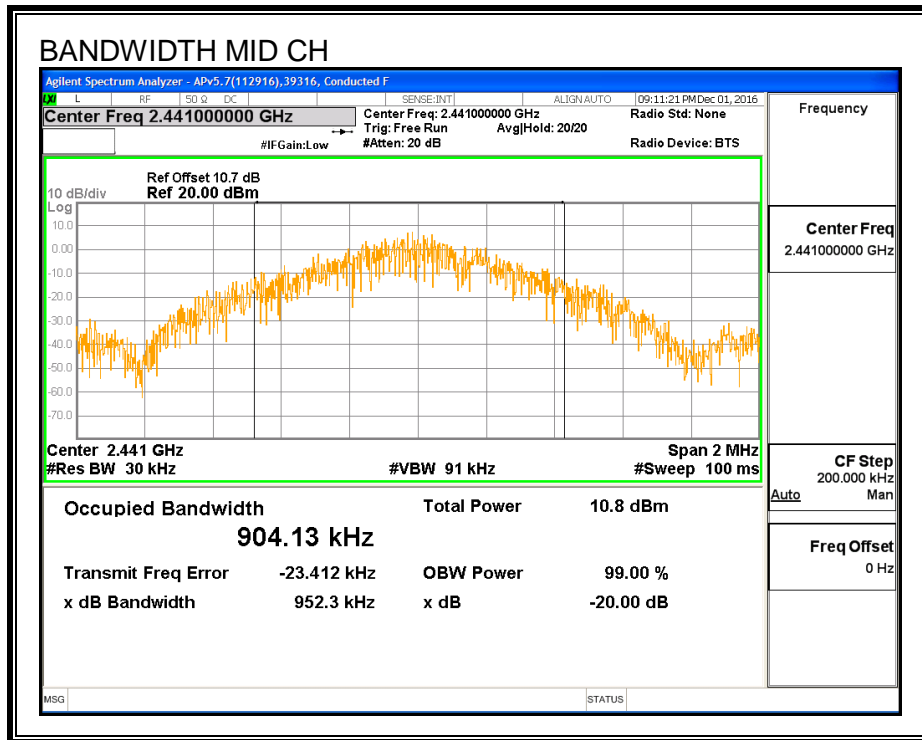 BANDWIDTH MID CH
Agilent Spectrum Analyzer - APv5.7(112916),39316, Conducted F
LXI L RF 50 Ω DC SENSE:INT ALIGN AUTO 09:11:21 PM Dec 01, 2016
Center Freq 2.441000000 GHz
Center Freq: 2.441000000 GHz
Radio Std: None
Trig: Free Run Avg|Hold: 20/20
#IFGain:Low #Atten: 20 dB Radio Device: BTS
Frequency
Ref Offset 10.7 dB
10 dB/div Ref 20.00 dBm
Log
10.0
0.00
-10.0
-20.0
-30.0
-40.0
-50.0
-60.0
-70.0
Center 2.441 GHz Span 2 MHz
#Res BW 30 kHz #VBW 91 kHz #Sweep 100 ms
Center Freq
2.441000000 GHz
CF Step
200.000 kHz
Auto Man
Freq Offset
0 Hz
Occupied Bandwidth Total Power 10.8 dBm
904.13 kHz
Transmit Freq Error -23.412 kHz OBW Power 99.00 %
x dB Bandwidth 952.3 kHz x dB -20.00 dB
MSG STATUS